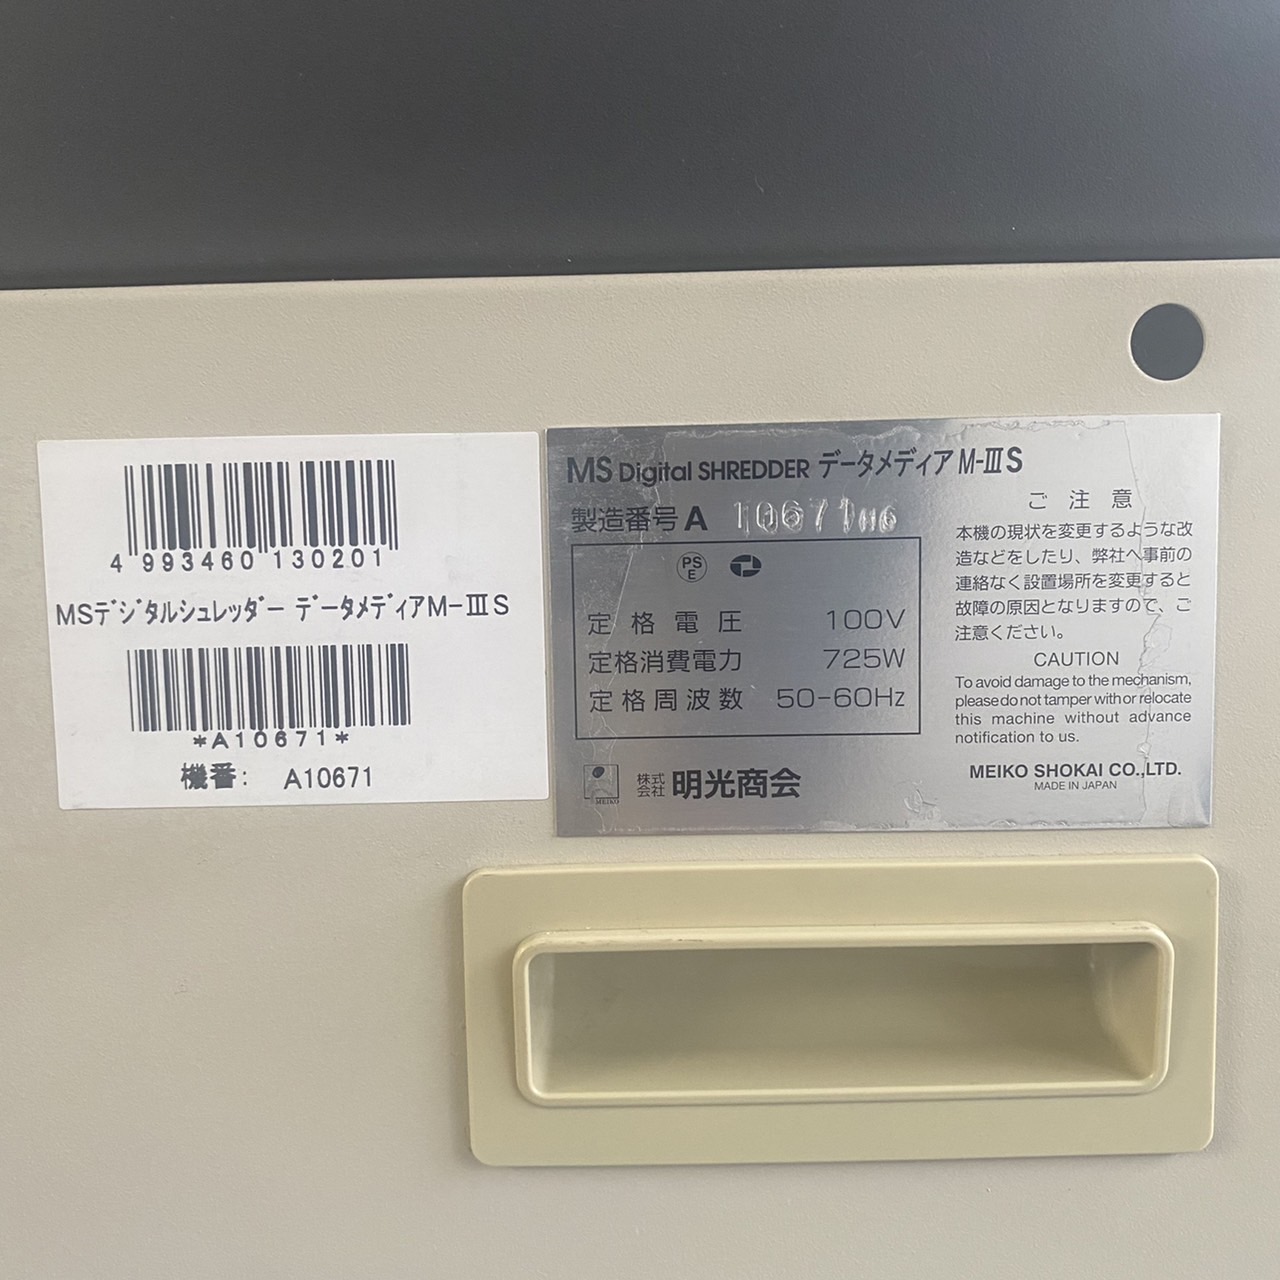 4 993460 130201
MSデジタルシュレッダー データメディアM-ⅢS
*A10671*
機番: A10671
MS Digital SHREDDER データメディア M-ⅢS
製造番号 A 10671H6
PS
E
定格電圧 100V
定格消費電力 725W
定格周波数 50-60Hz
MEIKO
株式
会社 明光商会
ご注意
本機の現状を変更するような改
造などをしたり、弊社へ事前の
連絡なく設置場所を変更すると
故障の原因となりますので、ご
注意ください。
CAUTION
To avoid damage to the mechanism,
please do not tamper with or relocate
this machine without advance
notification to us.
MEIKO SHOKAI CO.,LTD.
MADE IN JAPAN